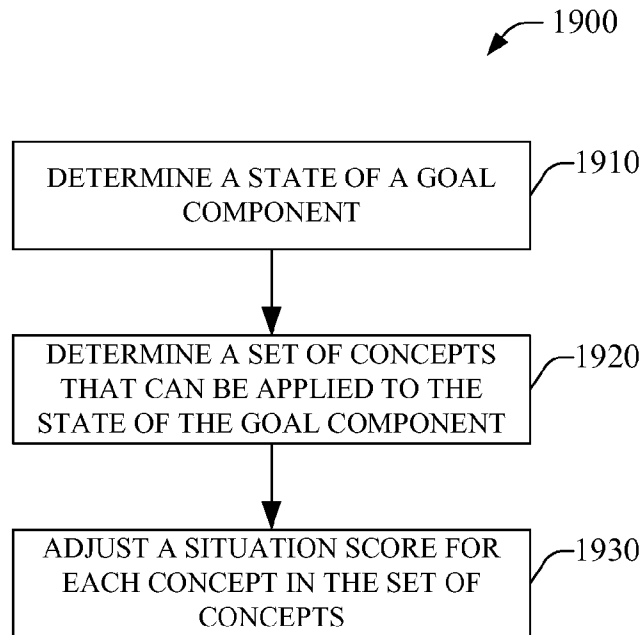 1900
DETERMINE A STATE OF A GOAL
COMPONENT
1910
DETERMINE A SET OF CONCEPTS
THAT CAN BE APPLIED TO THE
STATE OF THE GOAL COMPONENT
1920
ADJUST A SITUATION SCORE FOR
EACH CONCEPT IN THE SET OF
CONCEPTS
1930